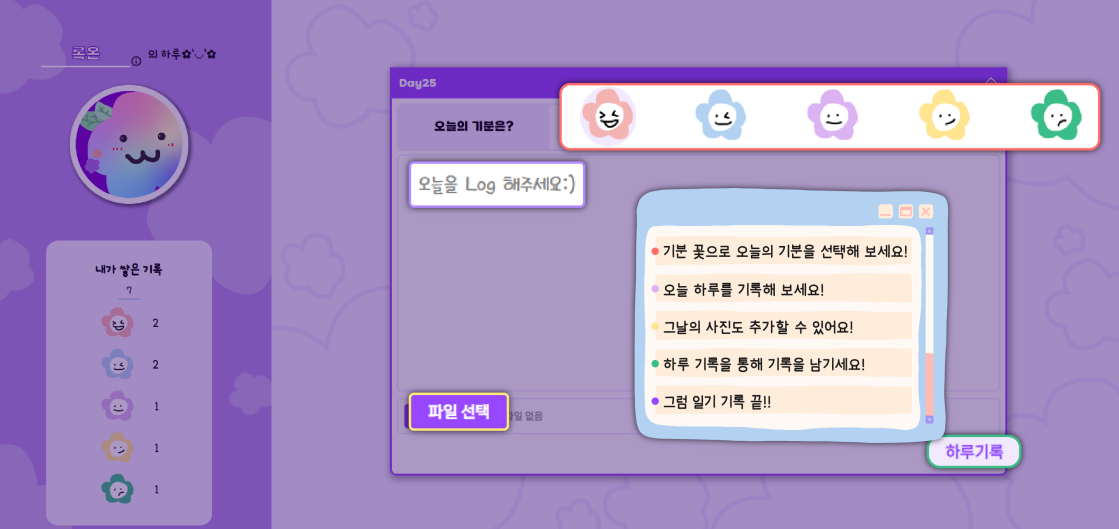 곡온 의 하루✿'◡'✿
내가 쌓은 기록
7
2
2
1
1
1
Day25
오늘의 기분은?
오늘을 Log 해주세요:)
기분 꽃으로 오늘의 기분을 선택해 보세요!
오늘 하루를 기록해 보세요!
그날의 사진도 추가할 수 있어요!
하루 기록을 통해 기록을 남기세요!
그럼 일기 기록 끝!!
파일 선택
파일 없음
하루기록